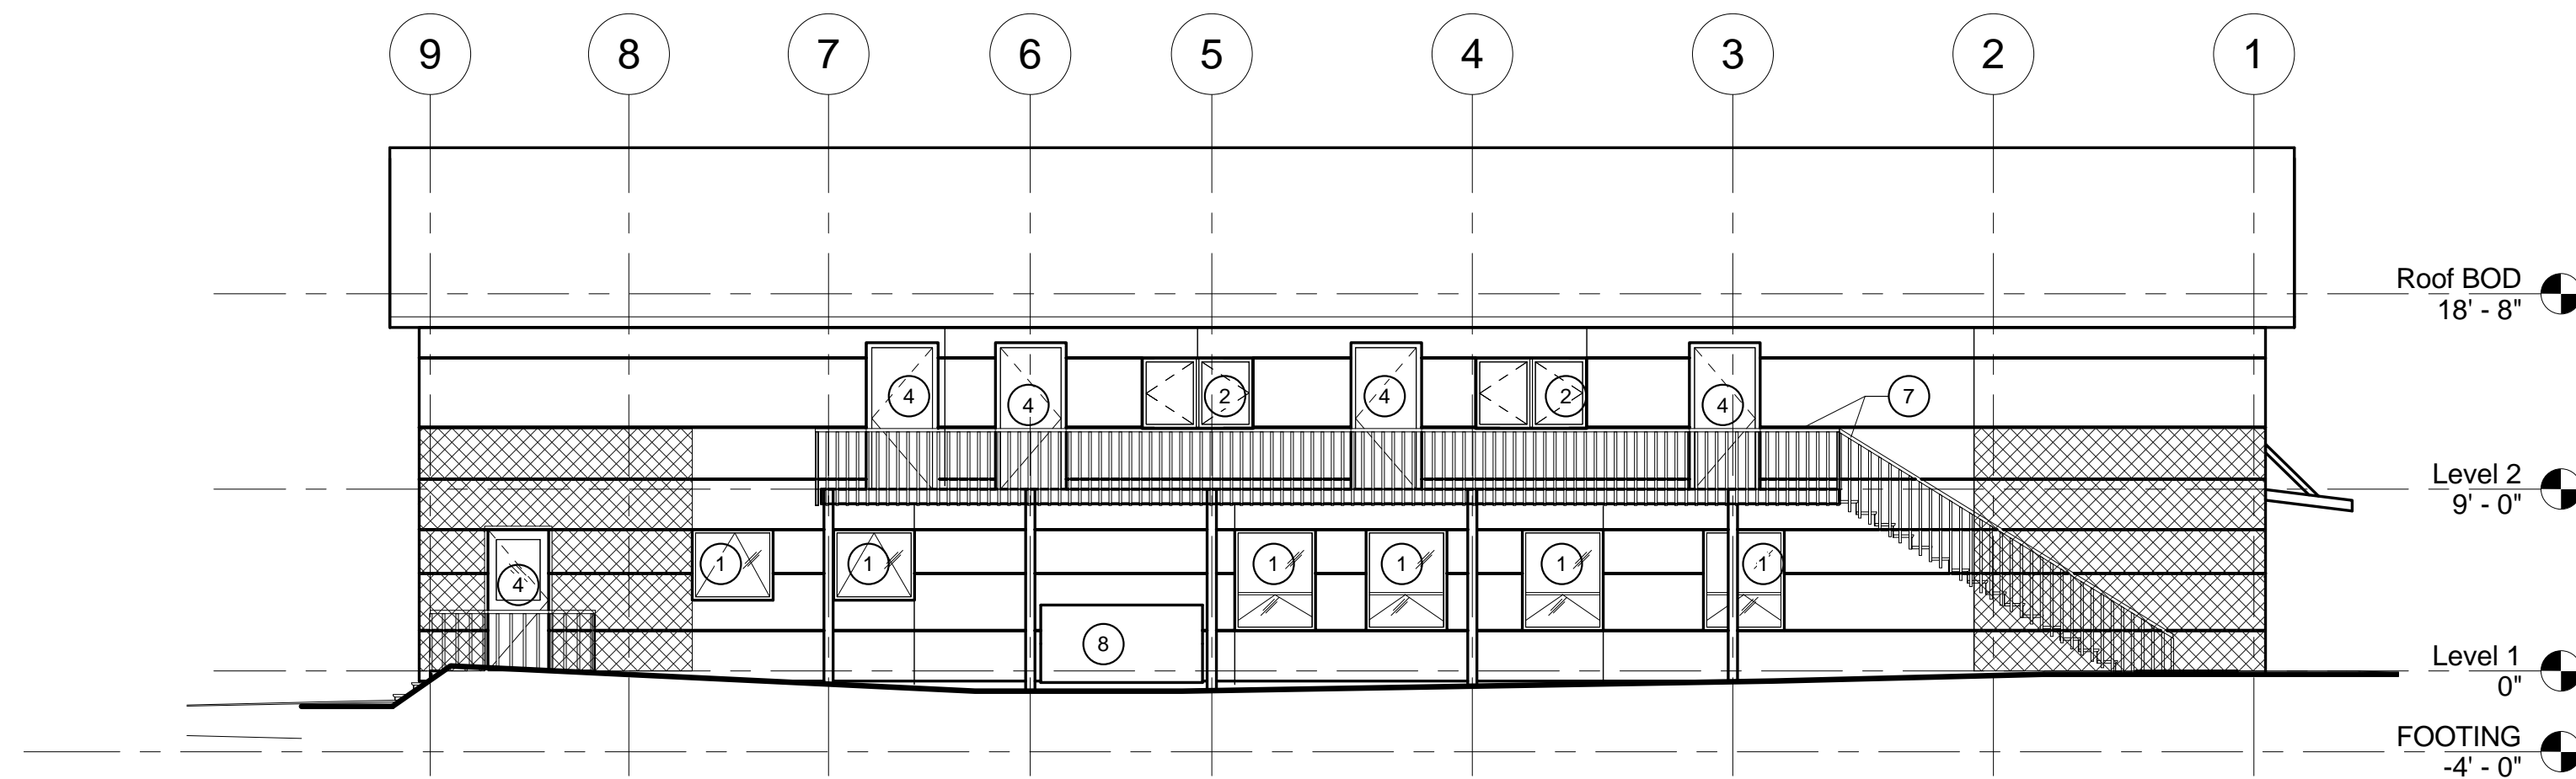 9 8 7 6 5 4 3 2 1
Roof BOD
18' - 8"
4 4 2 4 2 4 7
Level 2
9' - 0"
4 1 1 1 1 1 1
8
Level 1
0"
FOOTING
-4' - 0"